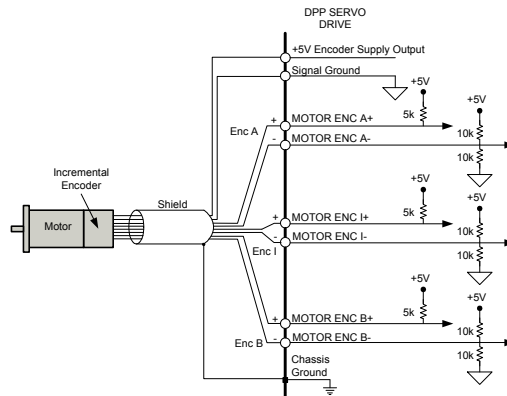 DPP SERVO
DRIVE
+5V Encoder Supply Output
Signal Ground
+5V
+5V
+
Enc A
-
MOTOR ENC A+
5k
MOTOR ENC A-
10k
10k
Incremental
Encoder
Shield
Motor
+5V
+5V
+
Enc I
-
MOTOR ENC I+
5k
MOTOR ENC I-
10k
10k
+5V
+5V
+
Enc B
-
MOTOR ENC B+
5k
MOTOR ENC B-
10k
10k
Chassis
Ground